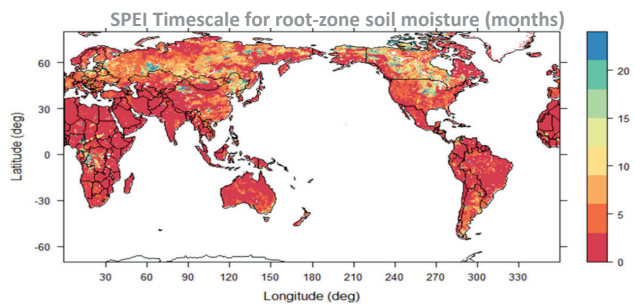 SPEI Timescale for root-zone soil moisture (months)
60
30
0
-30
-60
Latitude (deg)
30 60 90 120 150 180 210 240 270 300 330
Longitude (deg)
20
15
10
5
0